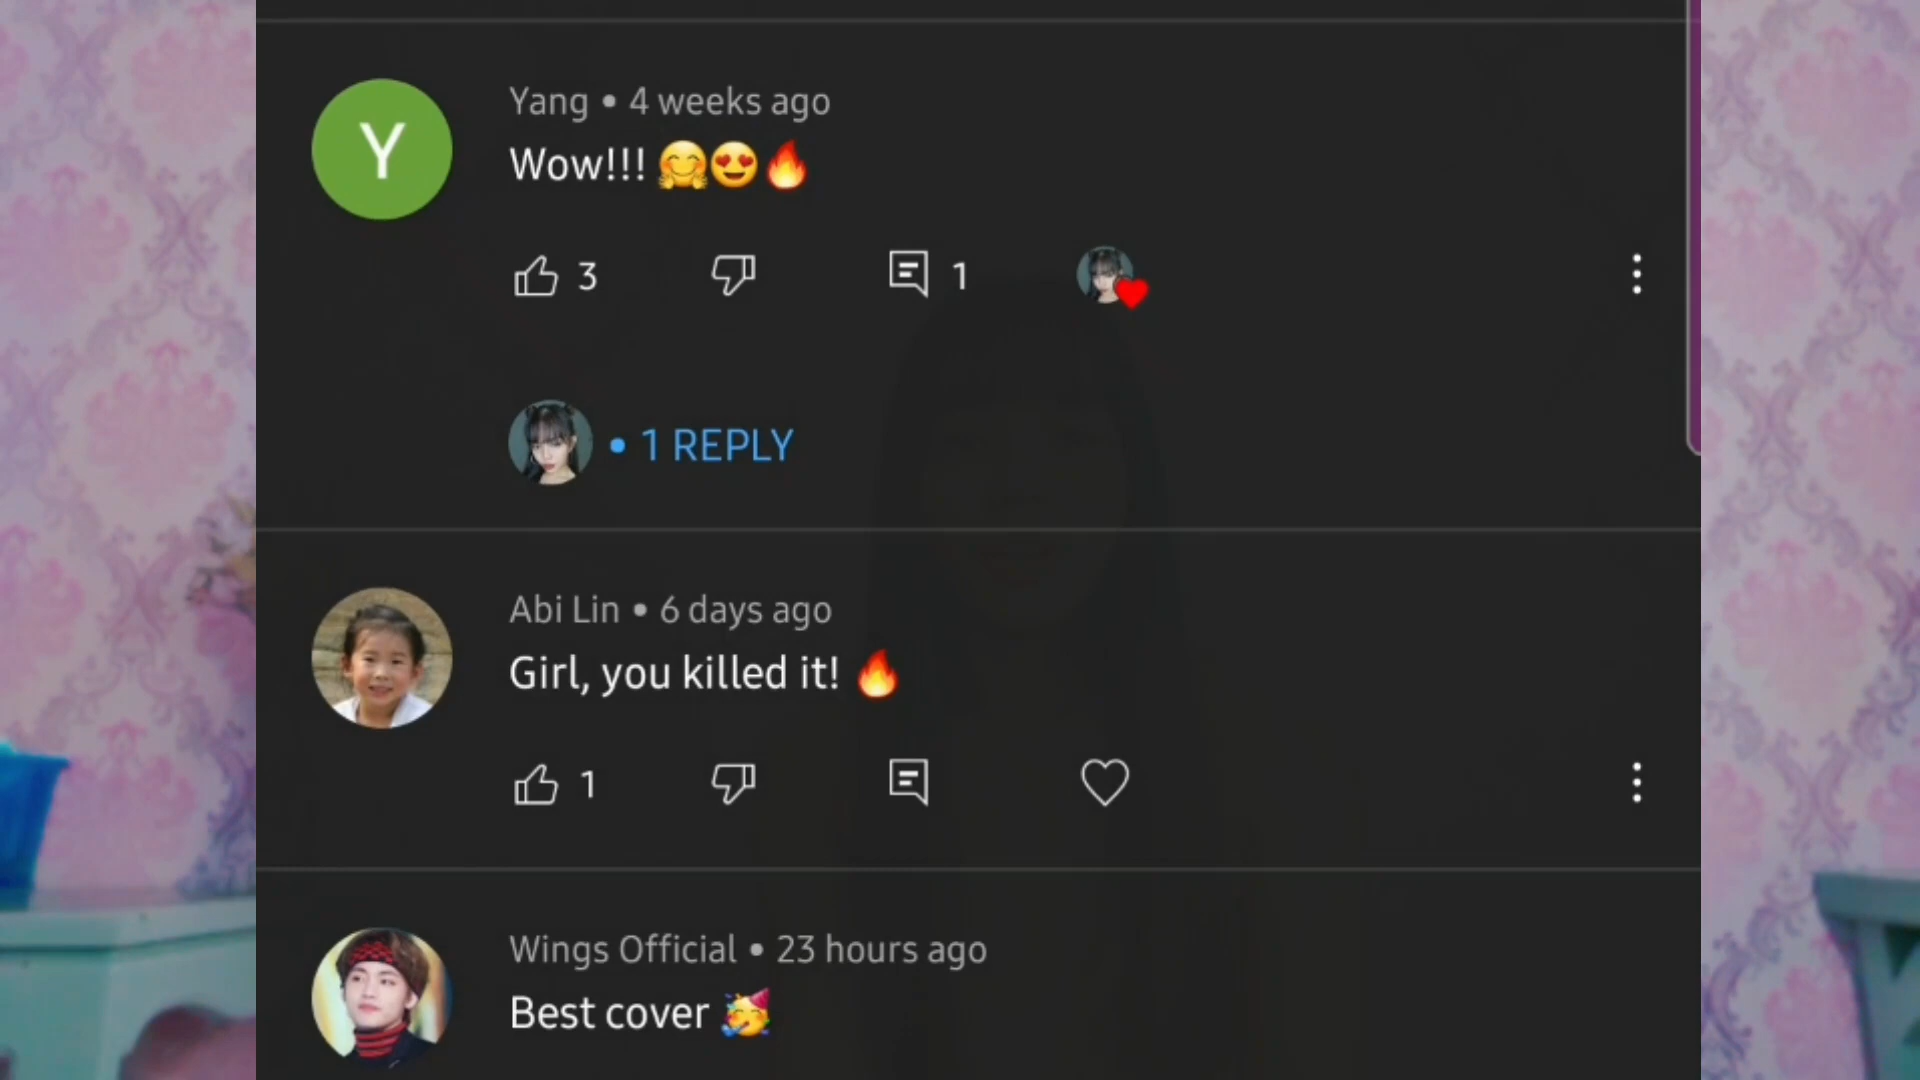 Y
Yang • 4 weeks ago
Wow!!! 🤗😍🔥
3
1
• 1 REPLY
Abi Lin • 6 days ago
Girl, you killed it! 🔥
1
Wings Official • 23 hours ago
Best cover 🥳